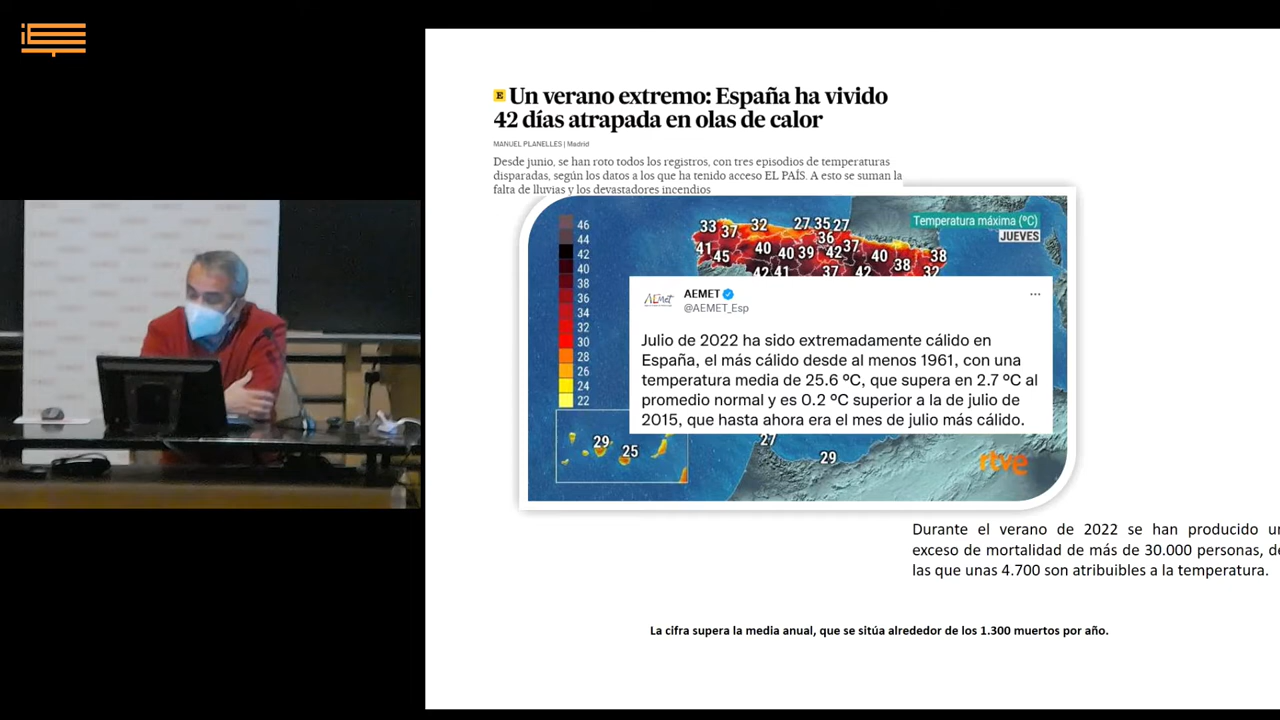 E Un verano extremo: España ha vivido
42 días atrapada en olas de calor
MANUEL PLANELLES | Madrid
Desde junio, se han roto todos los registros, con tres episodios de temperaturas
disparadas, según los datos a los que ha tenido acceso EL PAÍS. A esto se suman la
falta de lluvias y los devastadores incendios
Temperatura máxima (ºC)
JUEVES
46
44
42
40
38
36
34
32
30
28
26
24
22
33 37 32 27 35 27
36
41 45 40 40 39 42 37 40 38 38
42 41 37 42 32
AEMET
@AEMET_Esp
Julio de 2022 ha sido extremadamente cálido en
España, el más cálido desde al menos 1961, con una
temperatura media de 25.6 ºC, que supera en 2.7 ºC al
promedio normal y es 0.2 ºC superior a la de julio de
2015, que hasta ahora era el mes de julio más cálido.
29 25
27
29
rtve
Durante el verano de 2022 se han producido un
exceso de mortalidad de más de 30.000 personas, de
las que unas 4.700 son atribuibles a la temperatura.
La cifra supera la media anual, que se sitúa alrededor de los 1.300 muertos por año.